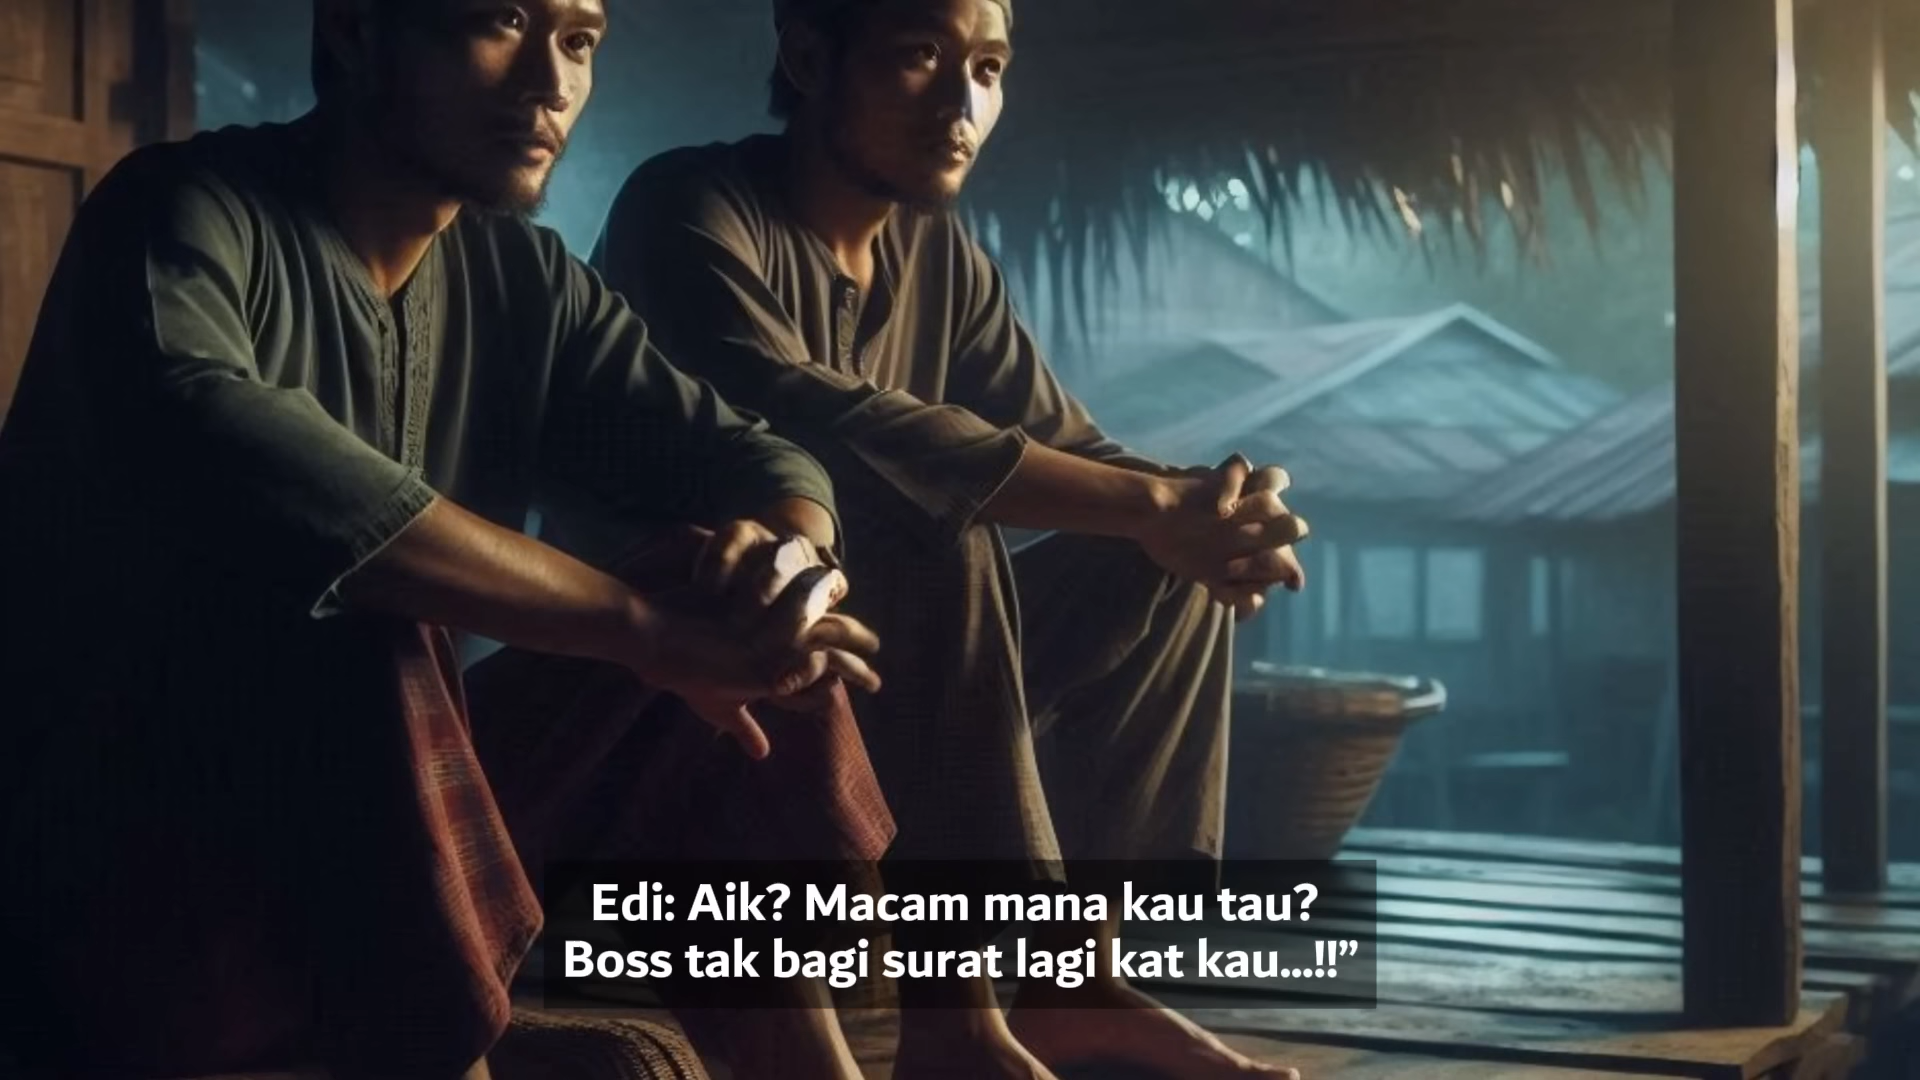 Edi: Aik? Macam mana kau tau?
Boss tak bagi surat lagi kat kau...!!”